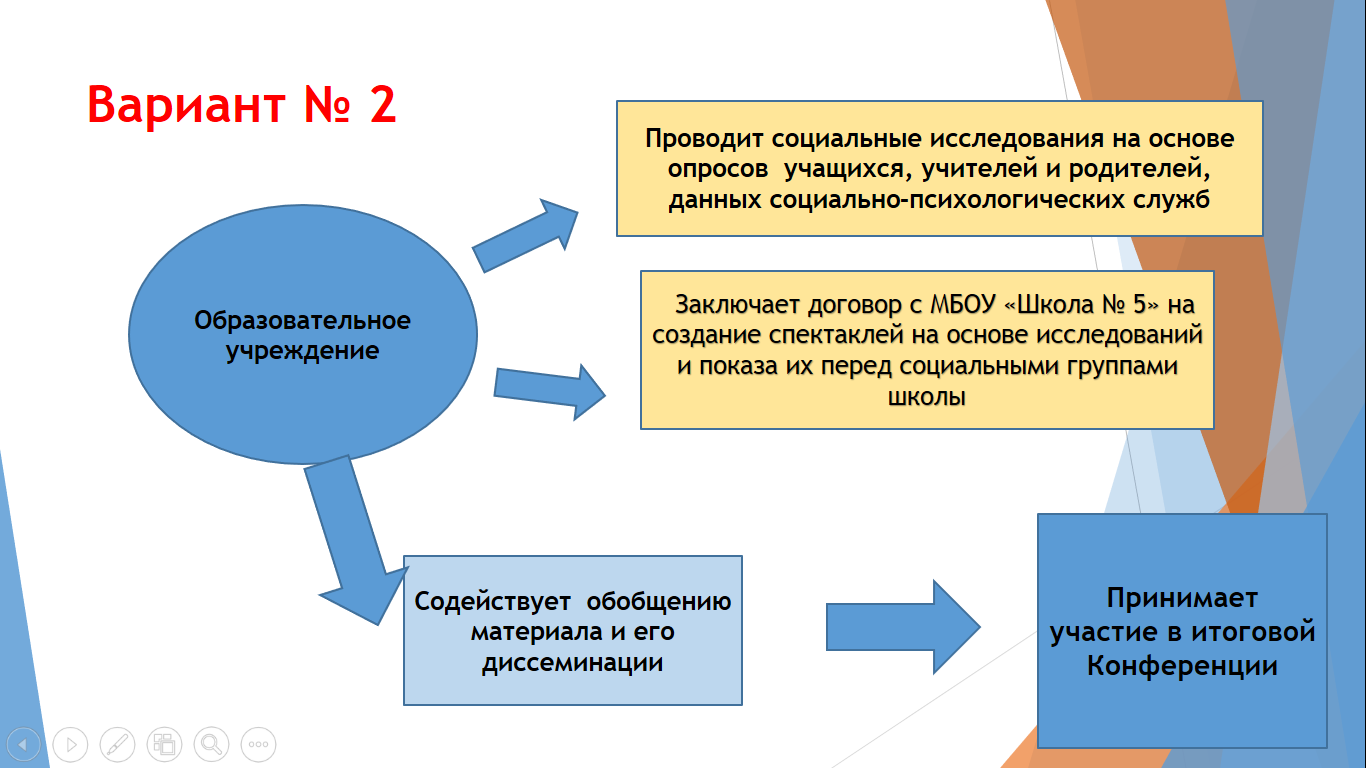 Вариант № 2
Проводит социальные исследования на основе
опросов учащихся, учителей и родителей,
данных социально-психологических служб
Образовательное
учреждение
Заключает договор с МБОУ «Школа № 5» на
создание спектаклей на основе исследований
и показа их перед социальными группами
школы
Содействует обобщению
материала и его
диссеминации
Принимает
участие в итоговой
Конференции